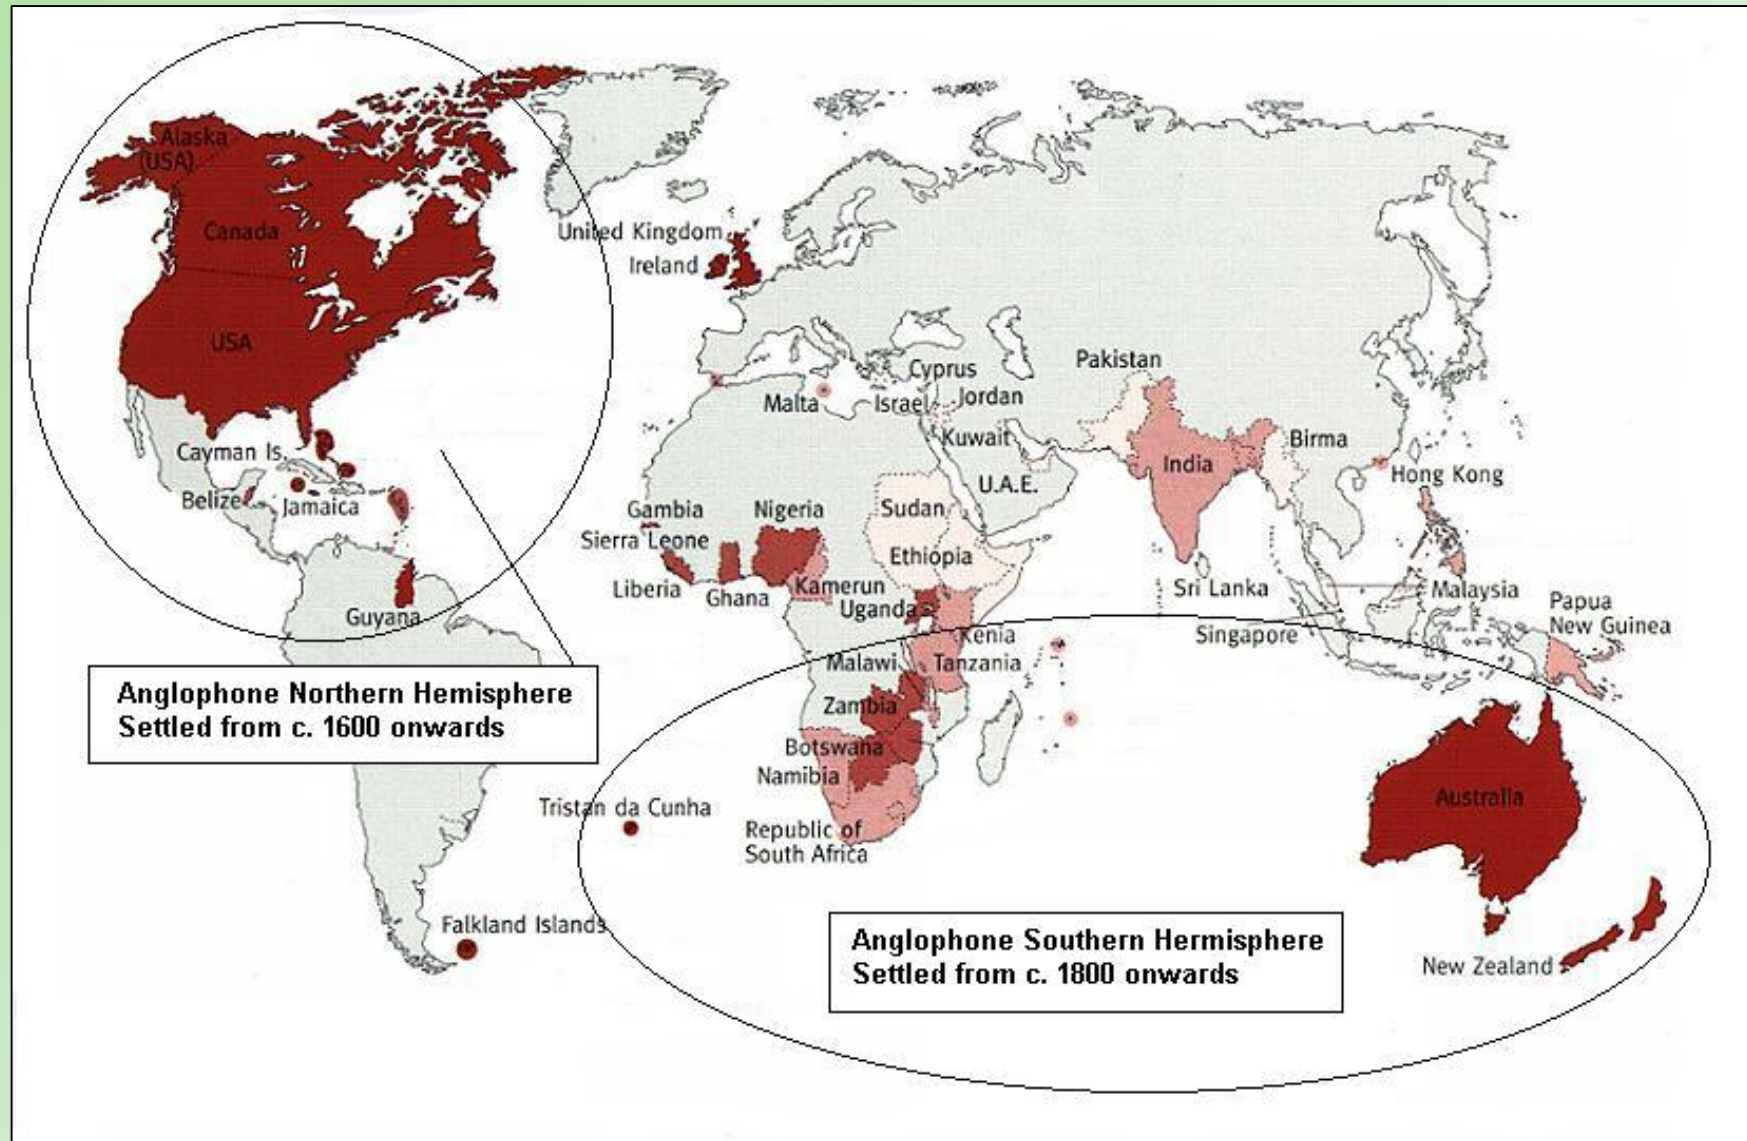 Alaska
(USA)
Canada
USA
Cayman Is.
Belize
Jamaica
Guyana
United Kingdom
Ireland
Malta
Cyprus
Israel
Jordan
Kuwait
U.A.E.
Pakistan
India
Birma
Hong Kong
Gambia
Sierra Leone
Liberia
Ghana
Nigeria
Kamerun
Uganda
Sudan
Ethiopia
Kenia
Tanzania
Malawi
Zambia
Botswana
Namibia
Republic of
South Africa
Sri Lanka
Singapore
Malaysia
Papua
New Guinea
Anglophone Northern Hemisphere
Settled from c. 1600 onwards
Tristan da Cunha
Falkland Islands
Australia
New Zealand
Anglophone Southern Hermisphere
Settled from c. 1800 onwards